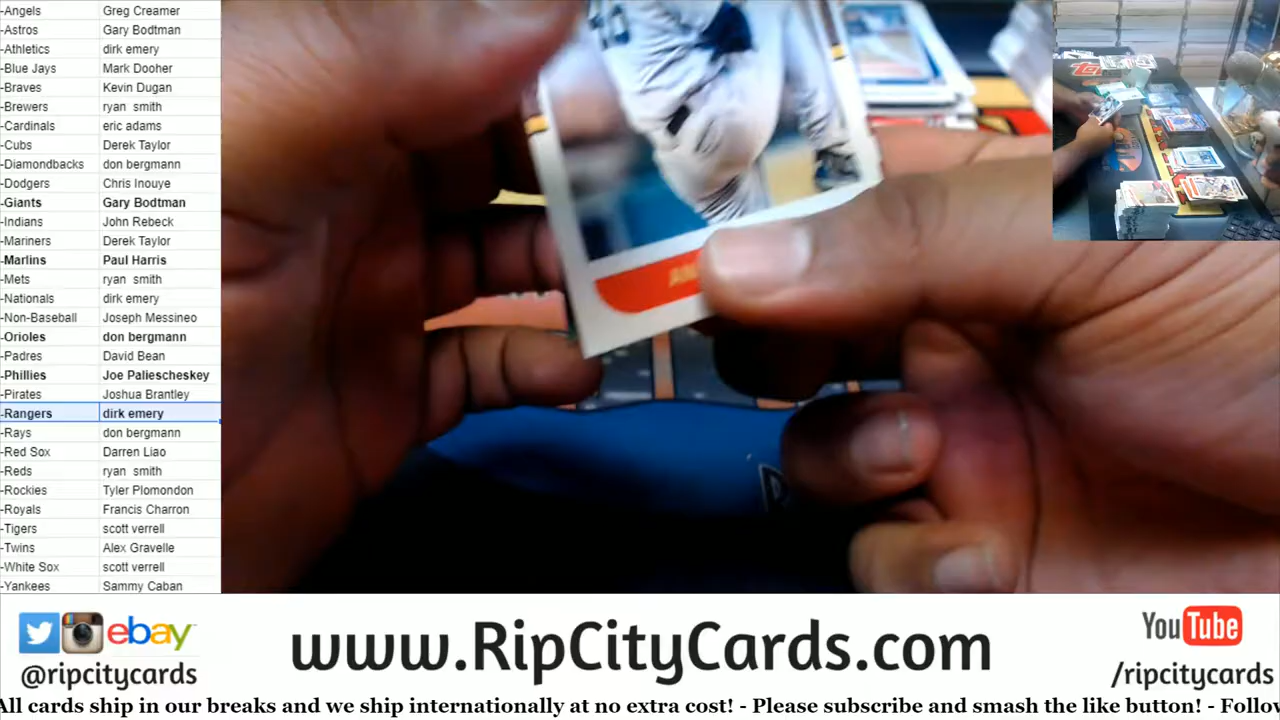 -Angels Greg Creamer
-Astros Gary Bodtman
-Athletics dirk emery
-Blue Jays Mark Dooher
-Braves Kevin Dugan
-Brewers ryan smith
-Cardinals eric adams
-Cubs Derek Taylor
-Diamondbacks don bergmann
-Dodgers Chris Inouye
-Giants Gary Bodtman
-Indians John Rebeck
-Mariners Derek Taylor
-Marlins Paul Harris
-Mets ryan smith
-Nationals dirk emery
-Non-Baseball Joseph Messineo
-Orioles don bergmann
-Padres David Bean
-Phillies Joe Paliescheskey
-Pirates Joshua Brantley
-Rangers dirk emery
-Rays don bergmann
-Red Sox Darren Liao
-Reds ryan smith
-Rockies Tyler Plomondon
-Royals Francis Charron
-Tigers scott verrell
-Twins Alex Gravelle
-White Sox scott verrell
-Yankees Sammy Caban
ebay
@ripcitycards
www.RipCityCards.com
YouTube
/ripcitycards
All cards ship in our breaks and we ship internationally at no extra cost! - Please subscribe and smash the like button! - Follow